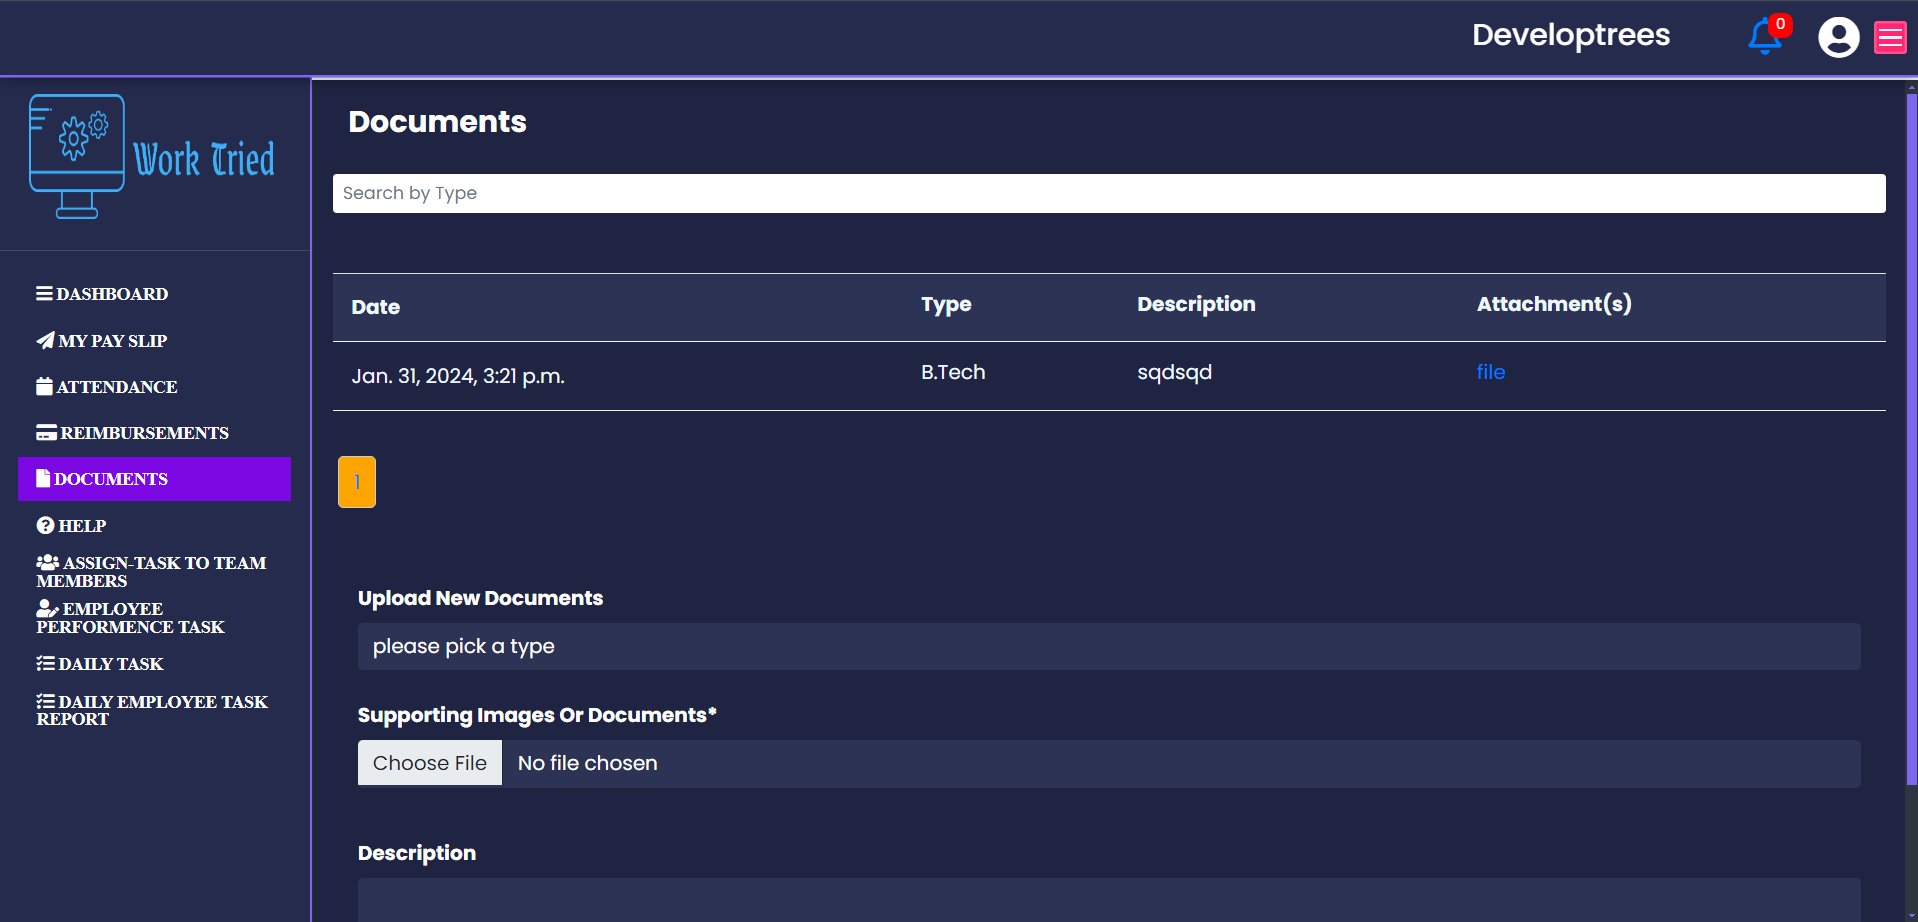 Developtrees
0
Work Tried
DASHBOARD
MY PAY SLIP
ATTENDANCE
REIMBURSEMENTS
DOCUMENTS
HELP
ASSIGN-TASK TO TEAM
MEMBERS
EMPLOYEE
PERFORMENCE TASK
DAILY TASK
DAILY EMPLOYEE TASK
REPORT
Documents
Search by Type
Date Type Description Attachment(s)
Jan. 31, 2024, 3:21 p.m. B.Tech sqdsqd file
1
Upload New Documents
please pick a type
Supporting Images Or Documents*
Choose File No file chosen
Description